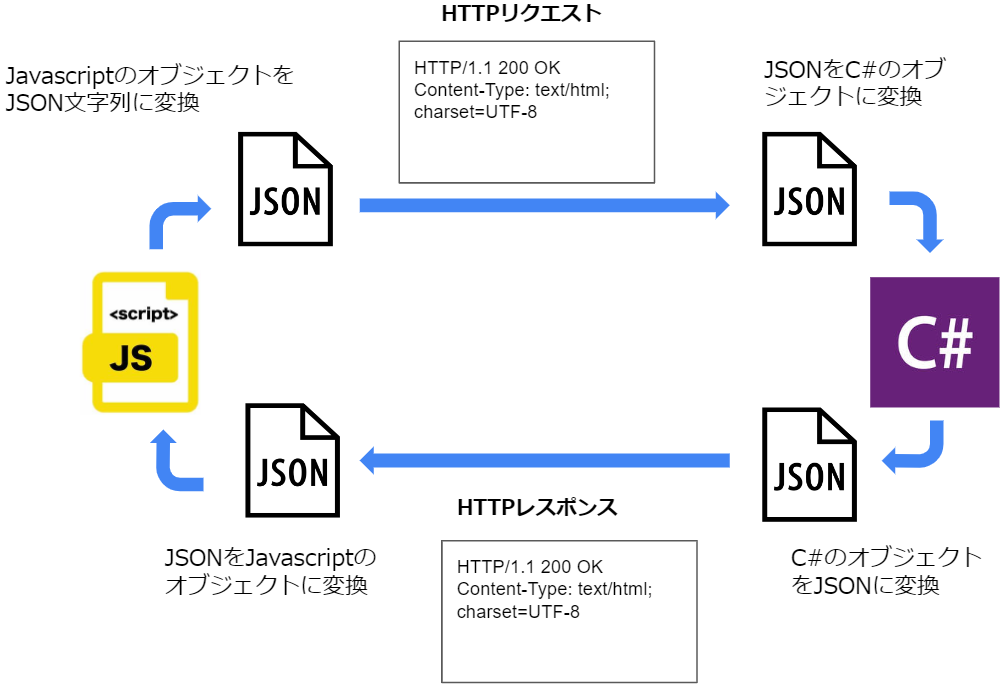 HTTPリクエスト
Javascriptのオブジェクトを
JSON文字列に変換
HTTP/1.1 200 OK
Content-Type: text/html;
charset=UTF-8
JSONをC#のオブ
ジェクトに変換
JSON
JSON
<script>
JS
C#
JSON
JSON
HTTPレスポンス
JSONをJavascriptの
オブジェクトに変換
HTTP/1.1 200 OK
Content-Type: text/html;
charset=UTF-8
C#のオブジェクト
をJSONに変換